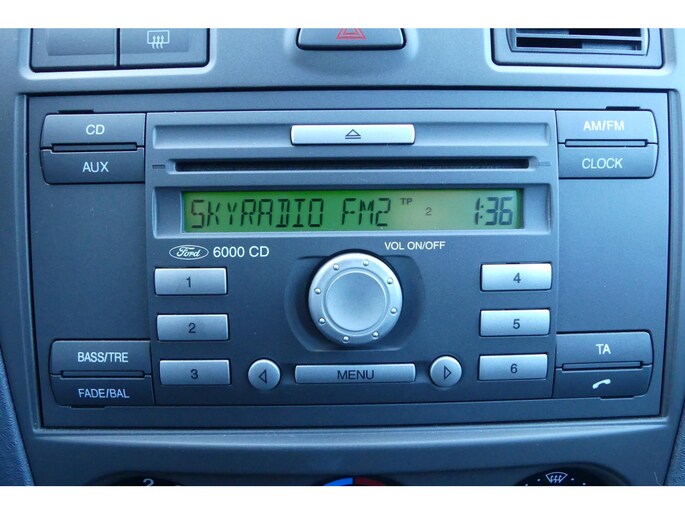 CD
AUX
AM/FM
CLOCK
SKYRADIO FM2 TP 2 1:36
Ford 6000 CD
VOL ON/OFF
1
2
3
4
5
6
BASS/TRE
FADE/BAL
MENU
TA
2